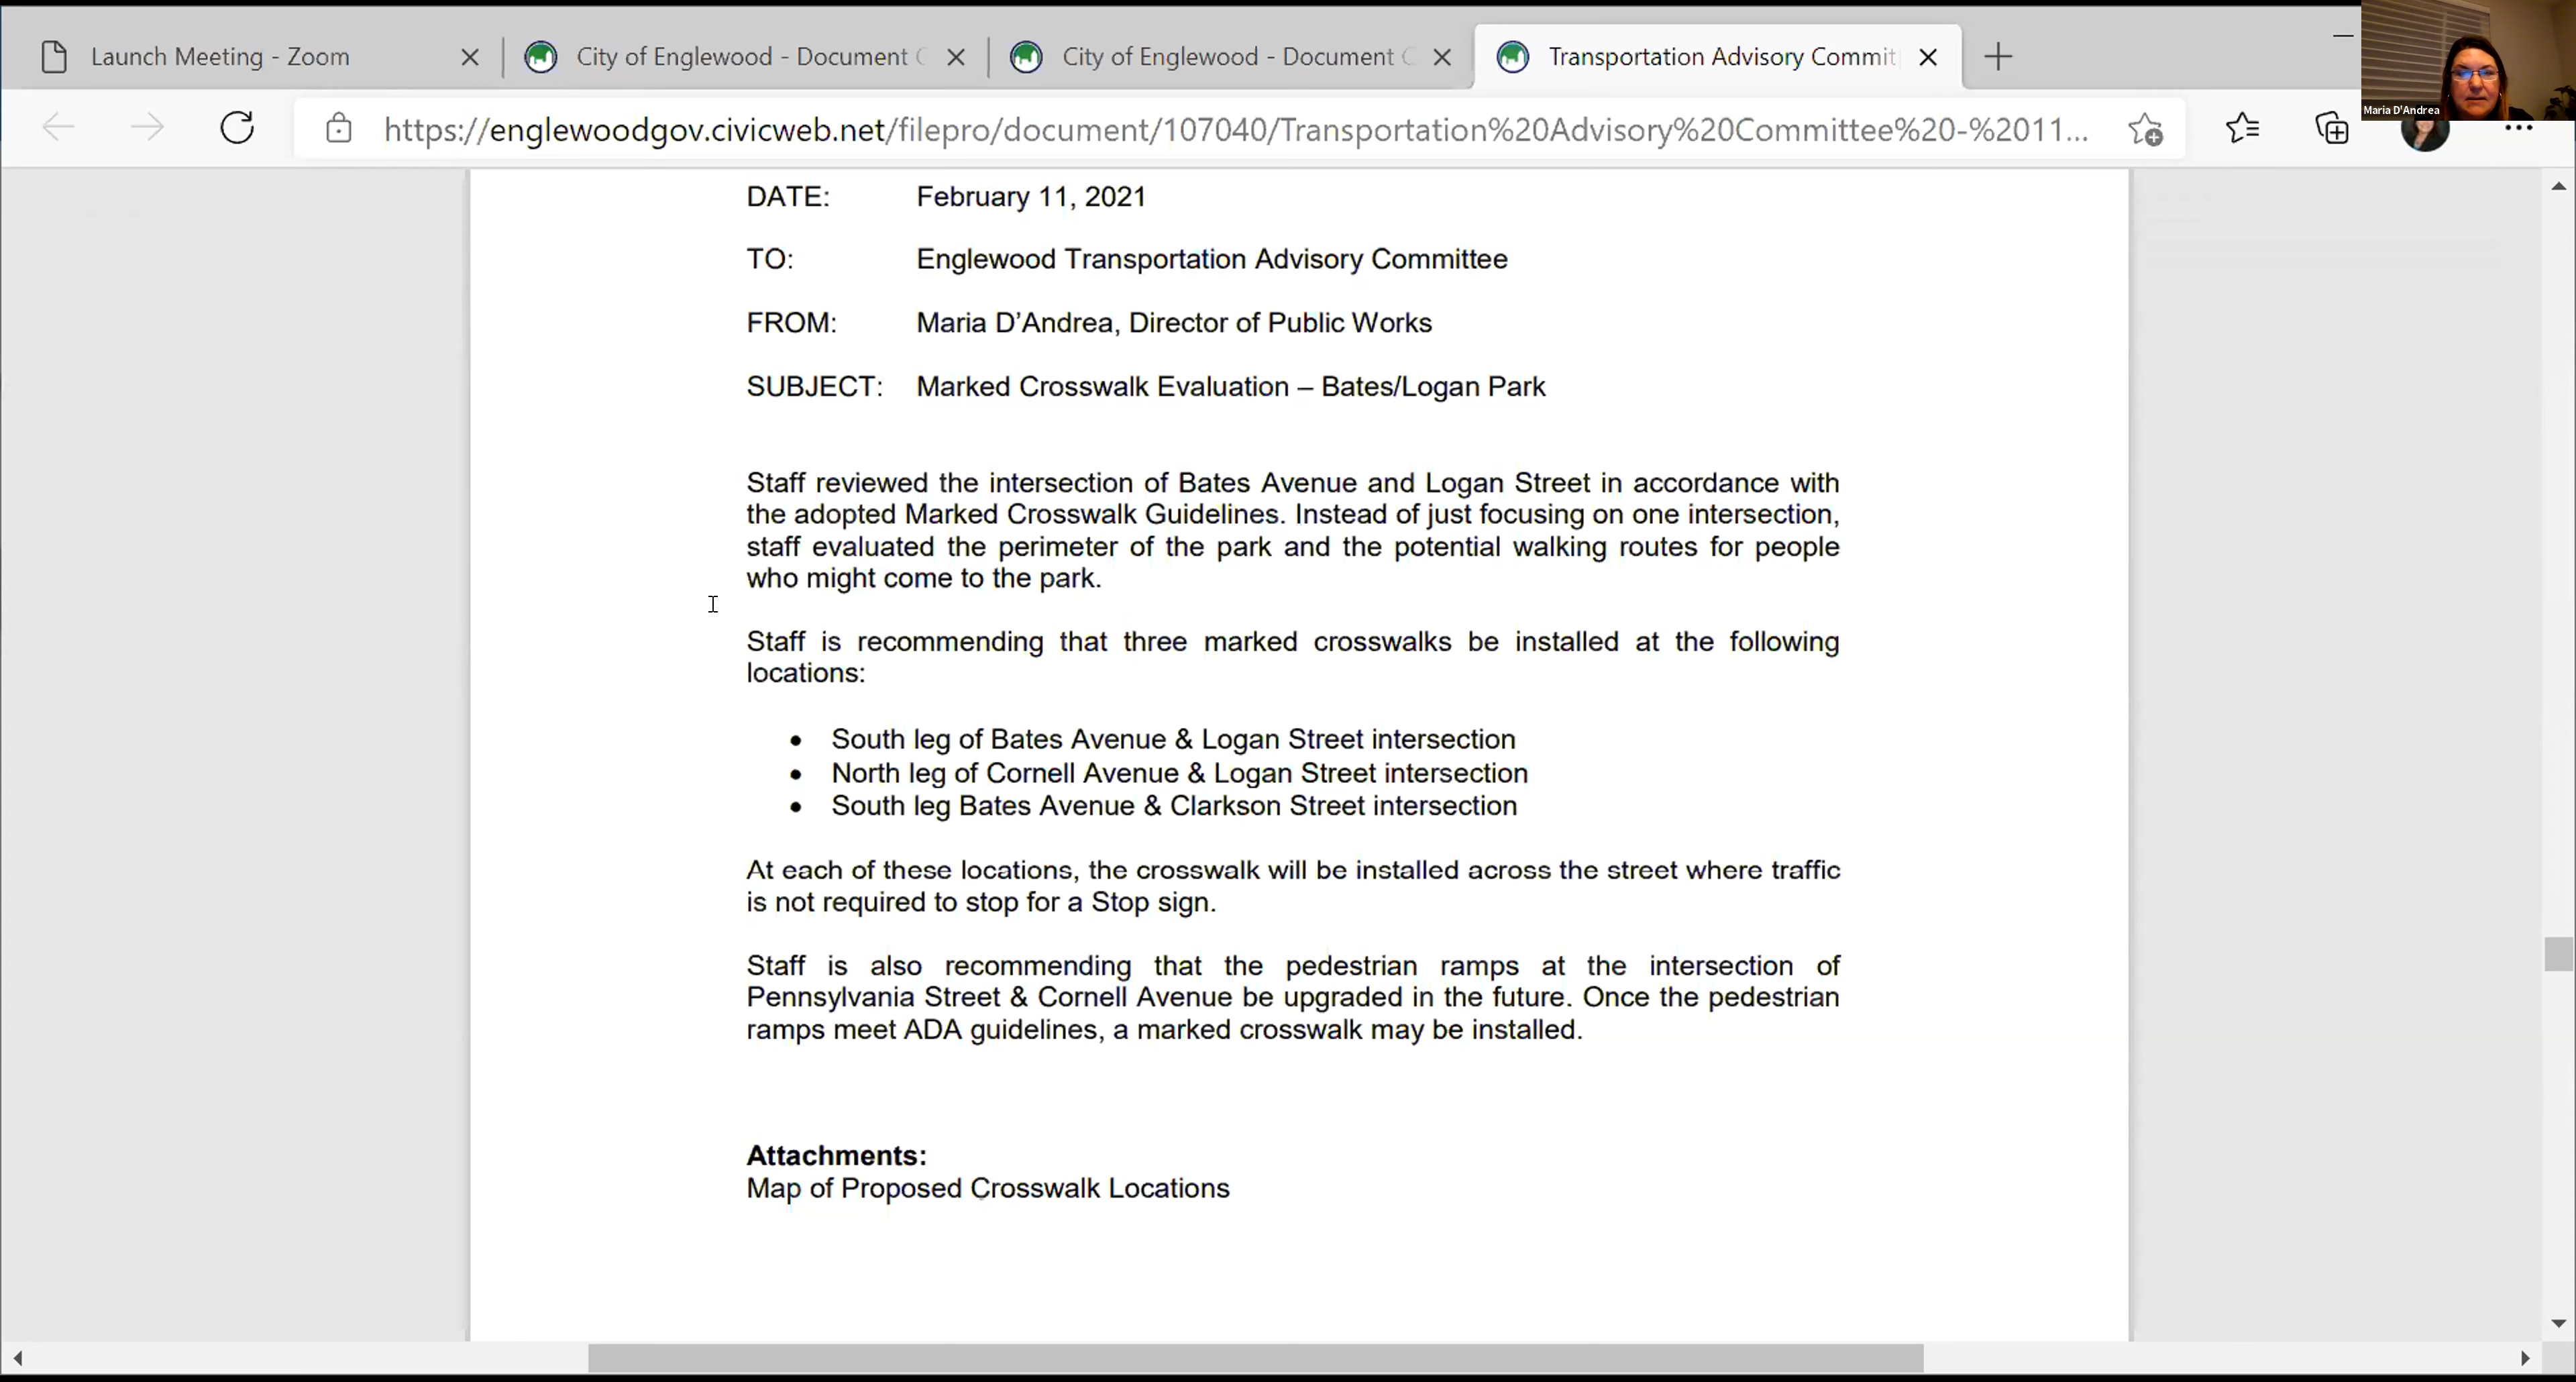 Launch Meeting - Zoom
City of Englewood - Document C
City of Englewood - Document C
Transportation Advisory Commit
Maria D'Andrea
https://englewoodgov.civicweb.net/filepro/document/107040/Transportation%20Advisory%20Committee%20-%2011...
DATE: February 11, 2021
TO: Englewood Transportation Advisory Committee
FROM: Maria D'Andrea, Director of Public Works
SUBJECT: Marked Crosswalk Evaluation – Bates/Logan Park
Staff reviewed the intersection of Bates Avenue and Logan Street in accordance with
the adopted Marked Crosswalk Guidelines. Instead of just focusing on one intersection,
staff evaluated the perimeter of the park and the potential walking routes for people
who might come to the park.
Staff is recommending that three marked crosswalks be installed at the following
locations:
• South leg of Bates Avenue & Logan Street intersection
• North leg of Cornell Avenue & Logan Street intersection
• South leg Bates Avenue & Clarkson Street intersection
At each of these locations, the crosswalk will be installed across the street where traffic
is not required to stop for a Stop sign.
Staff is also recommending that the pedestrian ramps at the intersection of
Pennsylvania Street & Cornell Avenue be upgraded in the future. Once the pedestrian
ramps meet ADA guidelines, a marked crosswalk may be installed.
Attachments:
Map of Proposed Crosswalk Locations